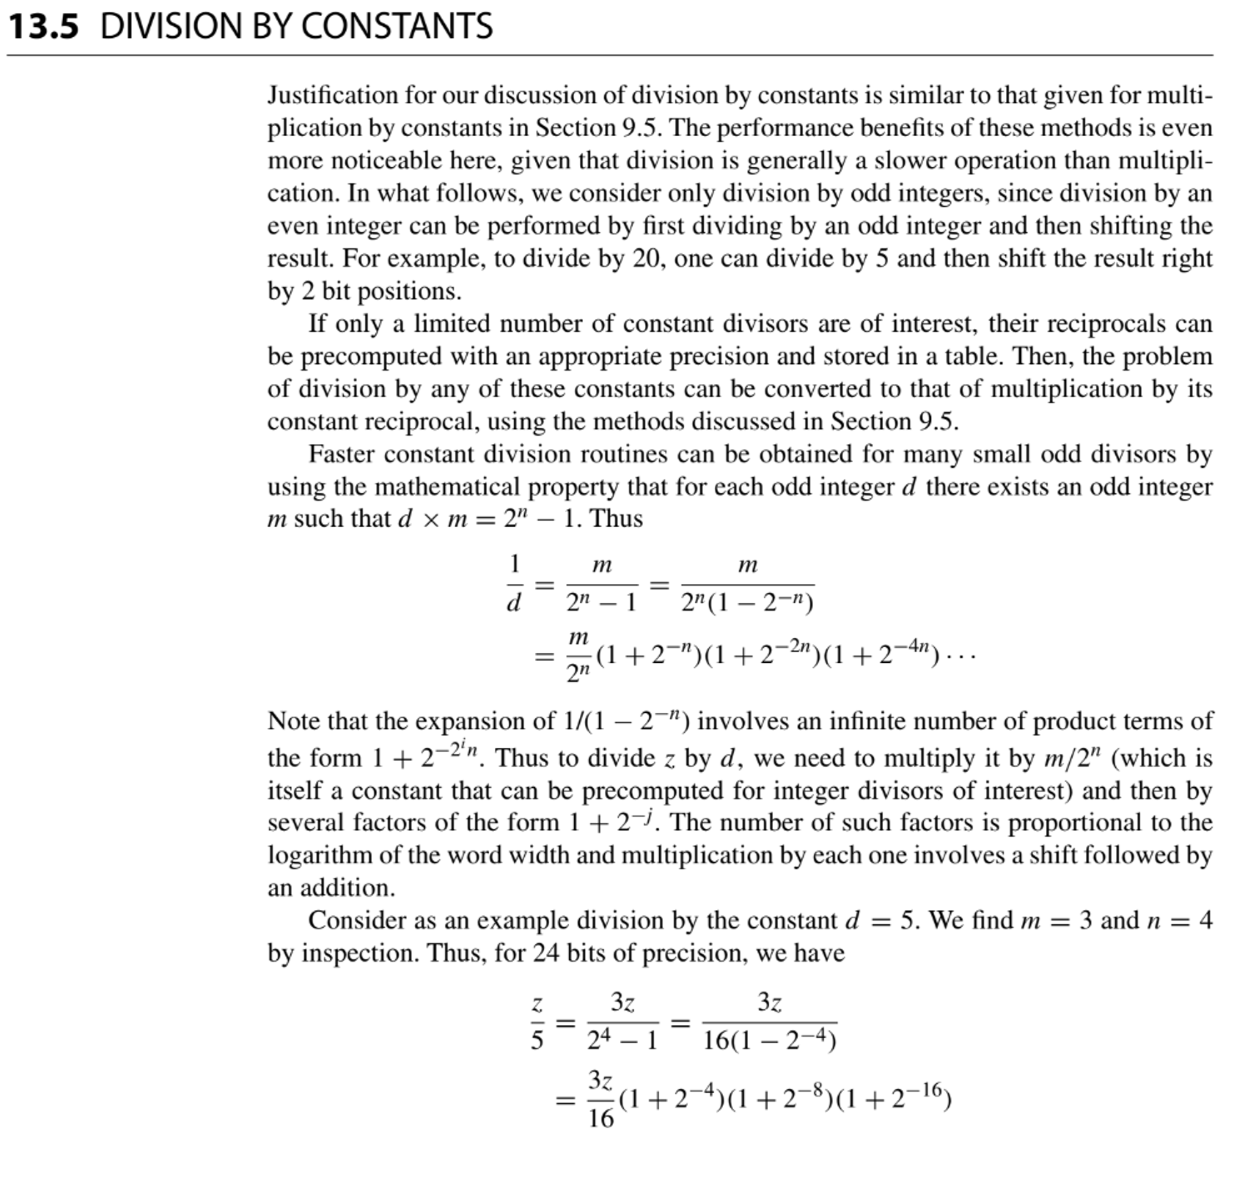 13.5 DIVISION BY CONSTANTS
Justification for our discussion of division by constants is similar to that given for multi-
plication by constants in Section 9.5. The performance benefits of these methods is even
more noticeable here, given that division is generally a slower operation than multipli-
cation. In what follows, we consider only division by odd integers, since division by an
even integer can be performed by first dividing by an odd integer and then shifting the
result. For example, to divide by 20, one can divide by 5 and then shift the result right
by 2 bit positions.
If only a limited number of constant divisors are of interest, their reciprocals can
be precomputed with an appropriate precision and stored in a table. Then, the problem
of division by any of these constants can be converted to that of multiplication by its
constant reciprocal, using the methods discussed in Section 9.5.
Faster constant division routines can be obtained for many small odd divisors by
using the mathematical property that for each odd integer d there exists an odd integer
m such that d × m = 2^n − 1. Thus
1/d = m/(2^n − 1) = m/(2^n(1 − 2^{−n}))
= m/2^n (1 + 2^{−n})(1 + 2^{−2n})(1 + 2^{−4n}) · · ·
Note that the expansion of 1/(1 − 2^{−n}) involves an infinite number of product terms of
the form 1 + 2^{−2^i n}. Thus to divide z by d, we need to multiply it by m/2^n (which is
itself a constant that can be precomputed for integer divisors of interest) and then by
several factors of the form 1 + 2^{−j}. The number of such factors is proportional to the
logarithm of the word width and multiplication by each one involves a shift followed by
an addition.
Consider as an example division by the constant d = 5. We find m = 3 and n = 4
by inspection. Thus, for 24 bits of precision, we have
z/5 = 3z/(2^4 − 1) = 3z/(16(1 − 2^{−4}))
= 3z/16 (1 + 2^{−4})(1 + 2^{−8})(1 + 2^{−16})